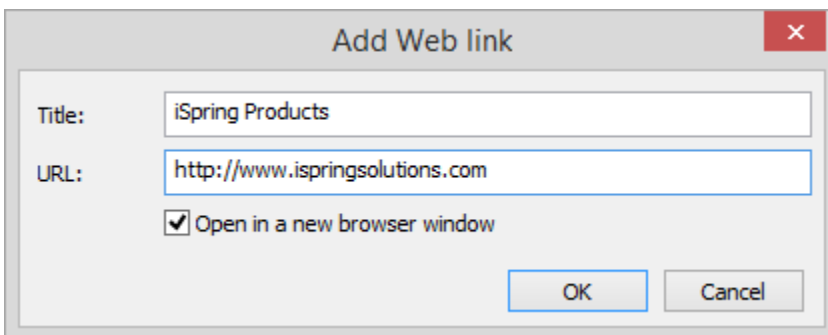 Add Web link
Title: iSpring Products
URL: http://www.ispringsolutions.com
Open in a new browser window
OK Cancel